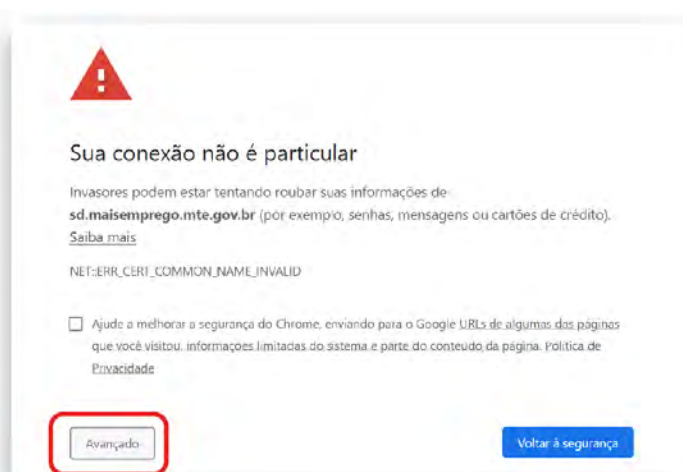 Sua conexão não é particular
Invasores podem estar tentando roubar suas informações de
sd.maisemprego.mte.gov.br (por exemplo, senhas, mensagens ou cartões de crédito).
Saiba mais
NET::ERR_CERT_COMMON_NAME_INVALID
Ajude a melhorar a segurança do Chrome, enviando para o Google URLs de algumas das páginas
que você visitou, informações limitadas do sistema e parte do conteúdo da página. Política de
Privacidade
Avançado
Voltar à segurança